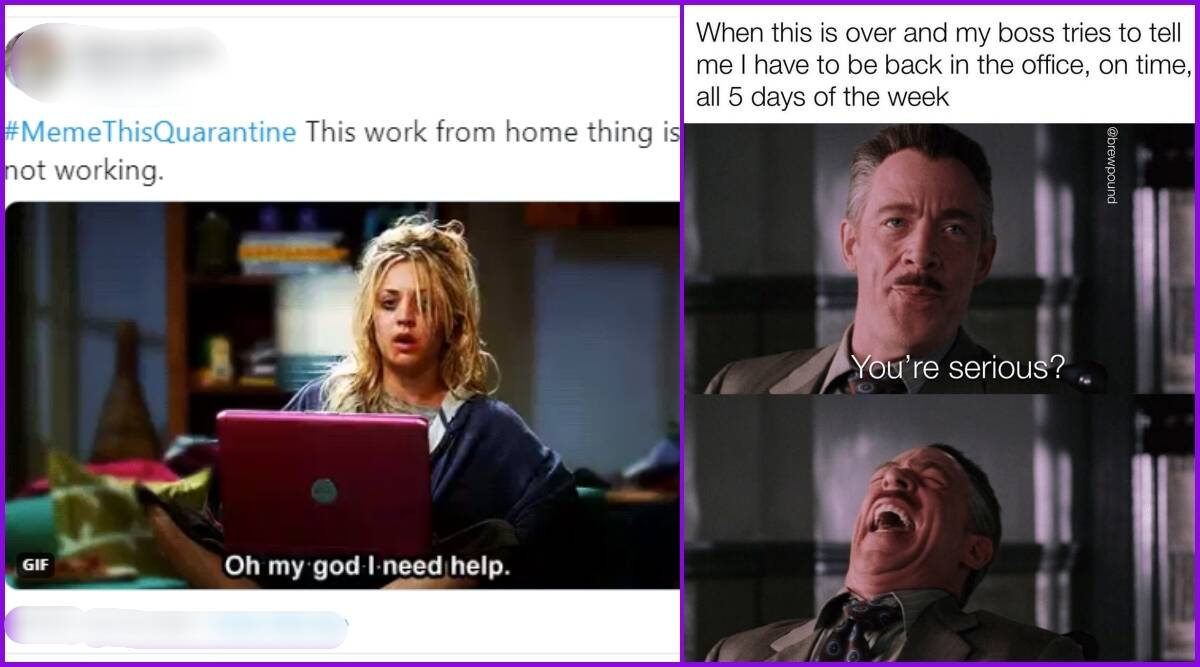 #MemeThisQuarantine This work from home thing is
not working.
GIF
Oh my god I need help.
When this is over and my boss tries to tell
me I have to be back in the office, on time,
all 5 days of the week
@brewpound
You're serious?